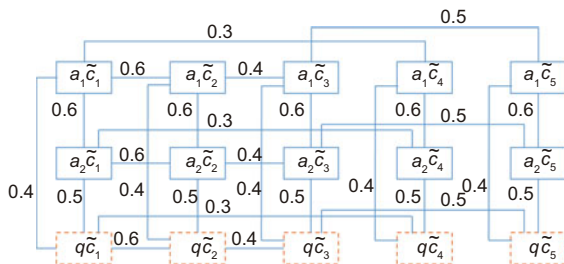 0.3 0.5
a₁c̃₁ 0.6 a₁c̃₂ 0.4 a₁c̃₃ a₁c̃₄ a₁c̃₅
0.6 0.6 0.6 0.6 0.6
0.3 0.5
a₂c̃₁ 0.6 a₂c̃₂ 0.4 a₂c̃₃ a₂c̃₄ a₂c̃₅
0.4 0.5 0.4 0.5 0.4 0.5 0.4 0.5 0.4 0.5
0.3 0.5
qc̃₁ 0.6 qc̃₂ 0.4 qc̃₃ qc̃₄ qc̃₅